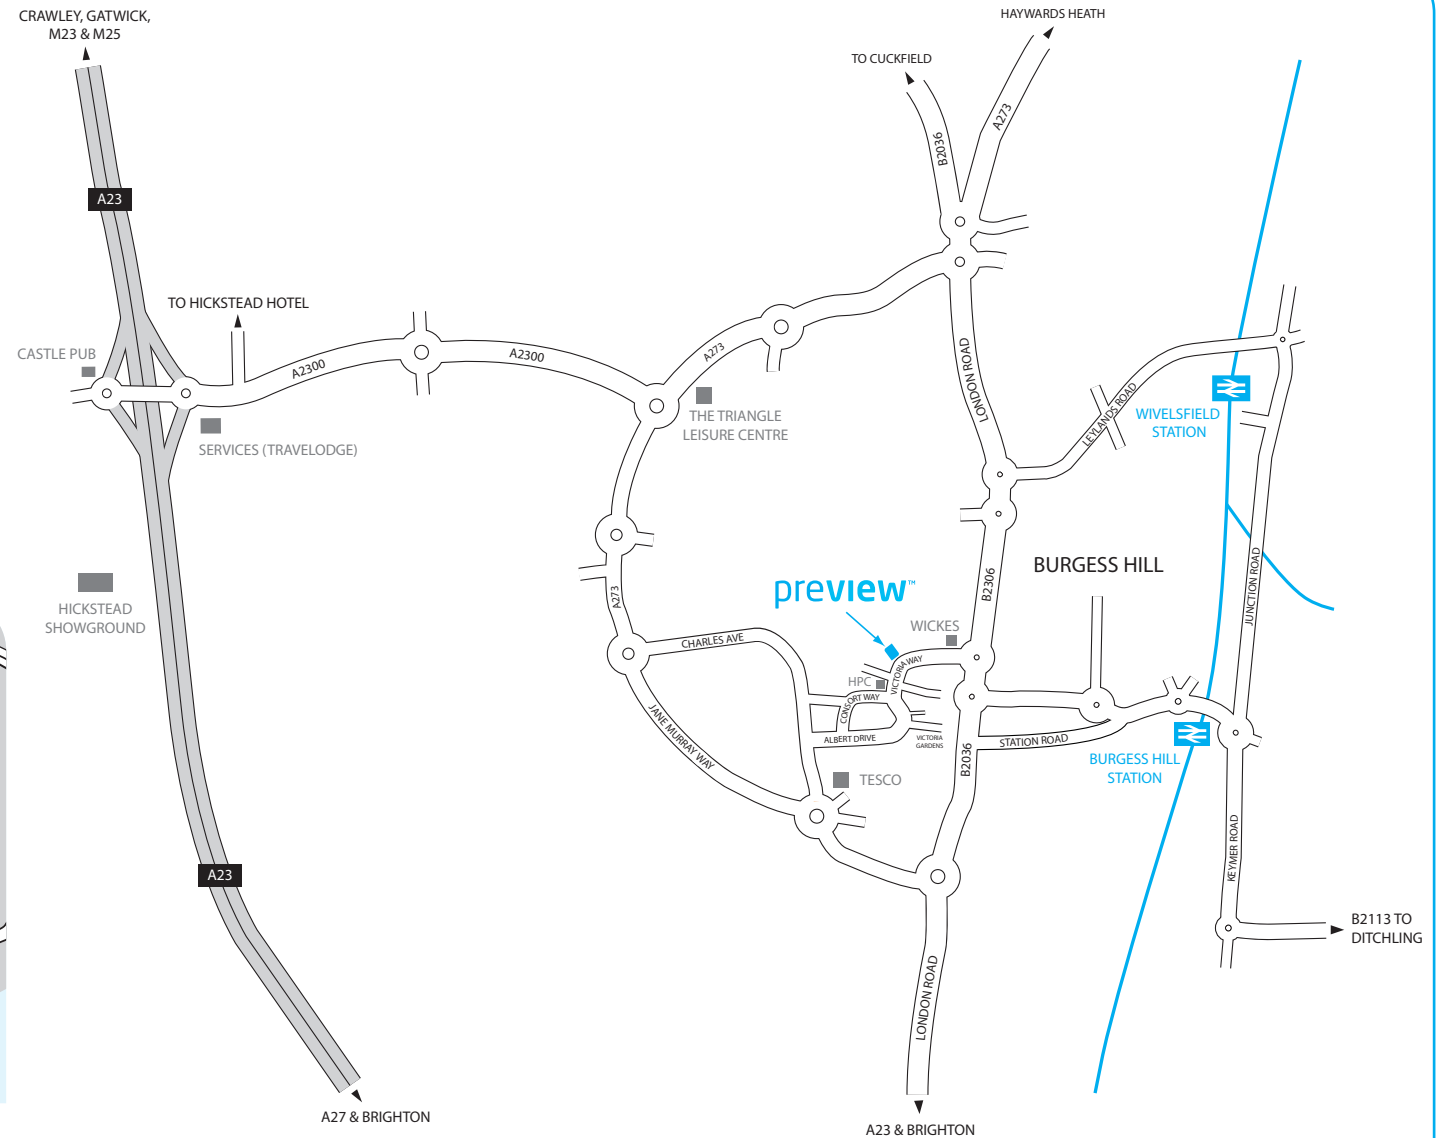 CRAWLEY, GATWICK,
M23 & M25
HAYWARDS HEATH
TO CUCKFIELD
A273
B2036
A23
TO HICKSTEAD HOTEL
CASTLE PUB
A2300
A2300
A273
LONDON ROAD
THE TRIANGLE
LEISURE CENTRE
LEYLANDS ROAD
WIVELSFIELD
STATION
SERVICES (TRAVELODGE)
BURGESS HILL
HICKSTEAD
SHOWGROUND
A273
preview™
B2306
JUNCTION ROAD
WICKES
CHARLES AVE
VICTORIA WAY
HPC
CONSORT WAY
JANE MURRAY WAY
ALBERT DRIVE
VICTORIA
GARDENS
STATION ROAD
B2036
BURGESS HILL
STATION
TESCO
KEYMER ROAD
A23
B2113 TO
DITCHLING
LONDON ROAD
A27 & BRIGHTON
A23 & BRIGHTON